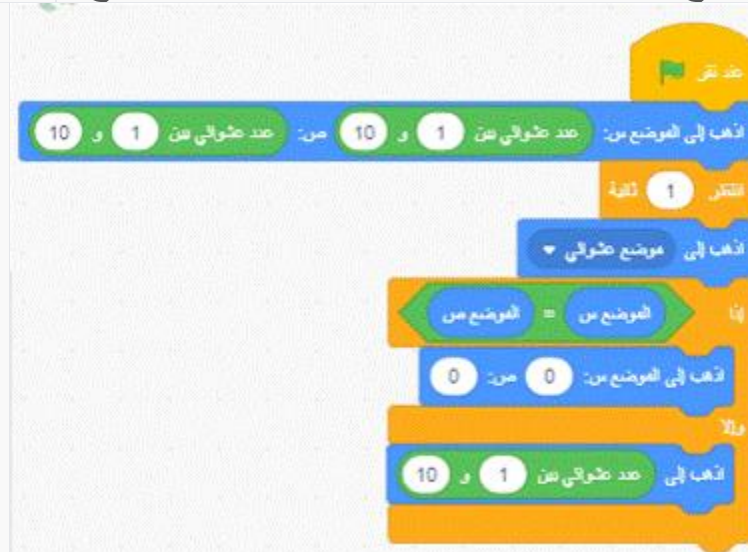 عند نقر
اذهب إلى الموضع س: عدد عشوائي بين 1 و 10 ص: عدد عشوائي بين 1 و 10
انتظر 1 ثانية
اذهب إلى موضع عشوائي
إذا الموضع س = الموضع ص
اذهب إلى الموضع س: 0 ص: 0
وإلا
اذهب إلى عدد عشوائي بين 1 و 10